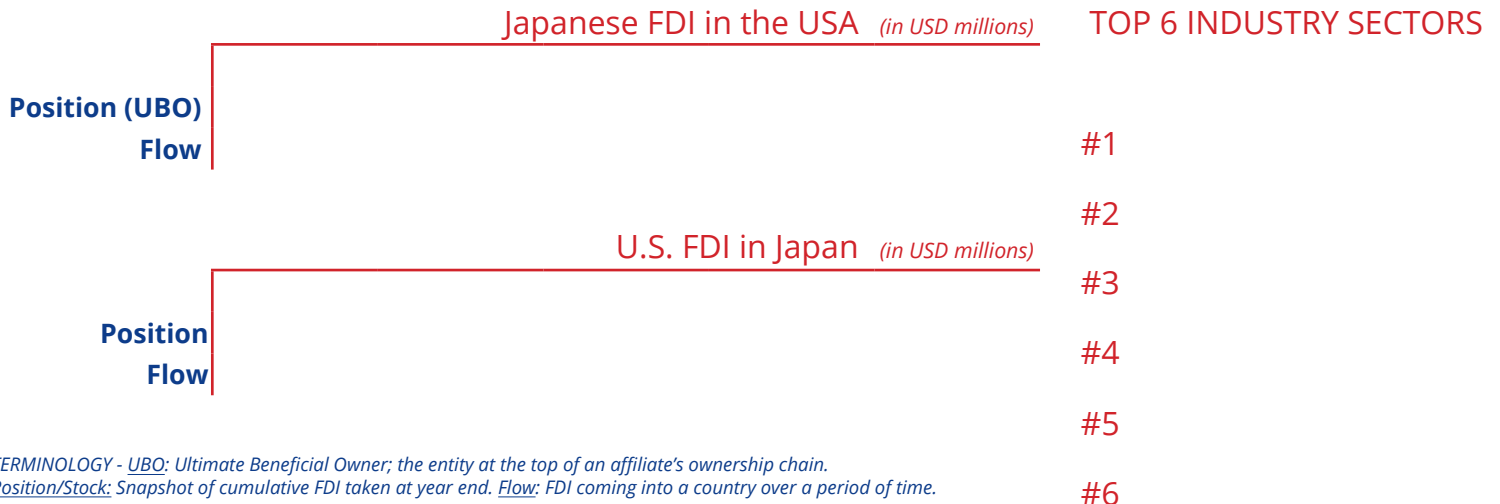 Japanese FDI in the USA (in USD millions)
Position (UBO)
Flow
U.S. FDI in Japan (in USD millions)
Position
Flow
TERMINOLOGY - UBO: Ultimate Beneficial Owner; the entity at the top of an affiliate's ownership chain.
Position/Stock: Snapshot of cumulative FDI taken at year end. Flow: FDI coming into a country over a period of time.
TOP 6 INDUSTRY SECTORS
#1
#2
#3
#4
#5
#6